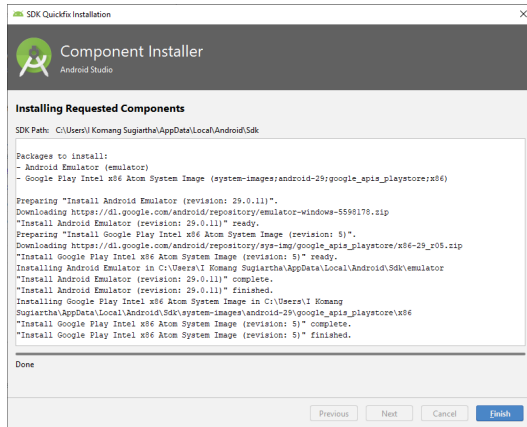 SDK Quickfix Installation
Component Installer
Android Studio
Installing Requested Components
SDK Path: C:\Users\I Komang Sugiartha\AppData\Local\Android\Sdk
Packages to install:
- Android Emulator (emulator)
- Google Play Intel x86 Atom System Image (system-images;android-29;google_apis_playstore;x86)
Preparing "Install Android Emulator (revision: 29.0.11)".
Downloading https://dl.google.com/android/repository/emulator-windows-5598178.zip
"Install Android Emulator (revision: 29.0.11)" ready.
Preparing "Install Google Play Intel x86 Atom System Image (revision: 5)".
Downloading https://dl.google.com/android/repository/sys-img/google_apis_playstore/x86-29_r05.zip
"Install Google Play Intel x86 Atom System Image (revision: 5)" ready.
Installing Android Emulator in C:\Users\I Komang Sugiartha\AppData\Local\Android\Sdk\emulator
"Install Android Emulator (revision: 29.0.11)" complete.
"Install Android Emulator (revision: 29.0.11)" finished.
Installing Google Play Intel x86 Atom System Image in C:\Users\I Komang
Sugiartha\AppData\Local\Android\Sdk\system-images\android-29\google_apis_playstore\x86
"Install Google Play Intel x86 Atom System Image (revision: 5)" complete.
"Install Google Play Intel x86 Atom System Image (revision: 5)" finished.
Done
Previous Next Cancel Finish